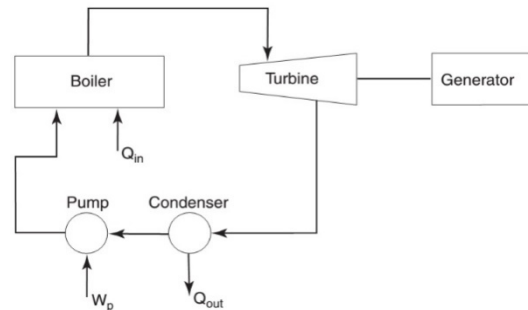 Boiler
Turbine
Generator
Qin
Pump
Condenser
Wp
Qout